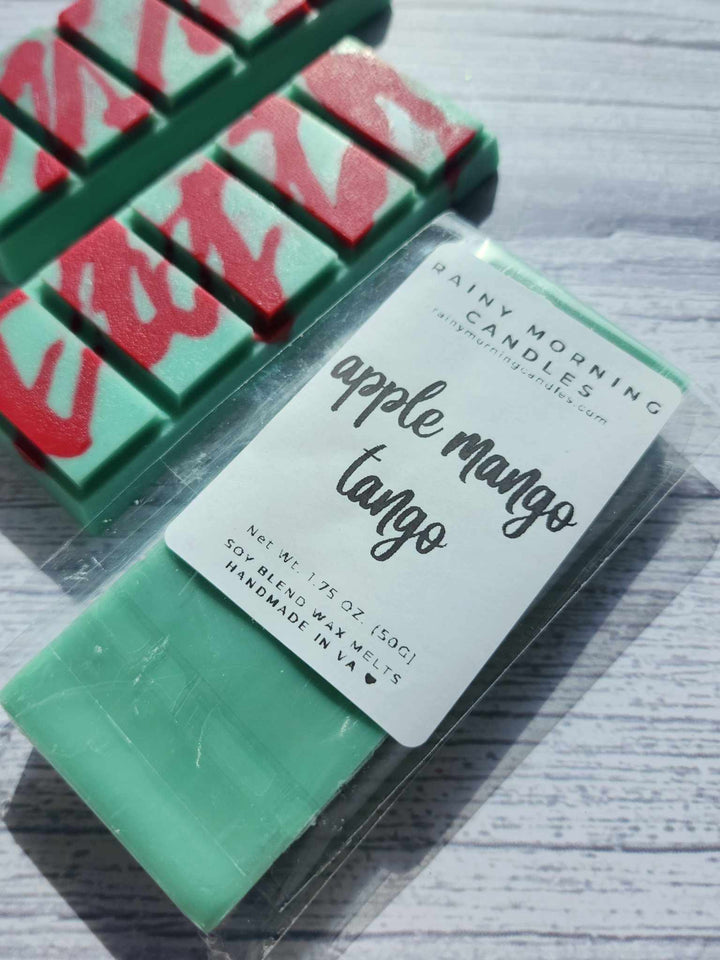 RAINY MORNING
CANDLES
rainymorningcandles.com
apple mango
tango
Net Wt. 1.75 OZ. (50G)
SOY BLEND WAX MELTS
HANDMADE IN VA ♥